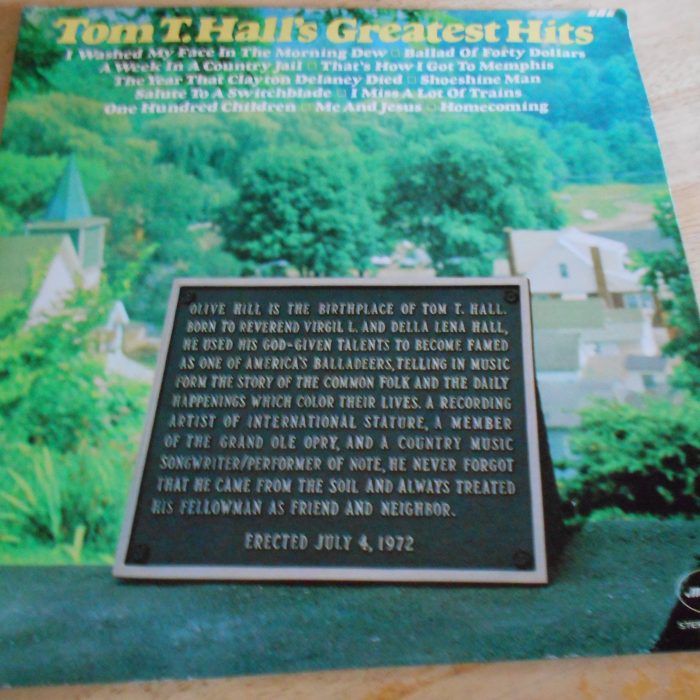 Tom T. Hall's Greatest Hits
I Washed My Face In The Morning Dew □ Ballad Of Forty Dollars
A Week In A Country Jail □ That's How I Got To Memphis
The Year That Clayton Delaney Died □ Shoeshine Man
Salute To A Switchblade □ I Miss A Lot Of Trains
One Hundred Children □ Me And Jesus □ Homecoming
OLIVE HILL IS THE BIRTHPLACE OF TOM T. HALL.
BORN TO REVEREND VIRGIL L. AND DELLA LENA HALL,
HE USED HIS GOD-GIVEN TALENTS TO BECOME FAMED
AS ONE OF AMERICA'S BALLADEERS, TELLING IN MUSIC
FORM THE STORY OF THE COMMON FOLK AND THE DAILY
HAPPENINGS WHICH COLOR THEIR LIVES. A RECORDING
ARTIST OF INTERNATIONAL STATURE, A MEMBER
OF THE GRAND OLE OPRY, AND A COUNTRY MUSIC
SONGWRITER/PERFORMER OF NOTE, HE NEVER FORGOT
THAT HE CAME FROM THE SOIL AND ALWAYS TREATED
HIS FELLOWMAN AS FRIEND AND NEIGHBOR.
ERECTED JULY 4, 1972